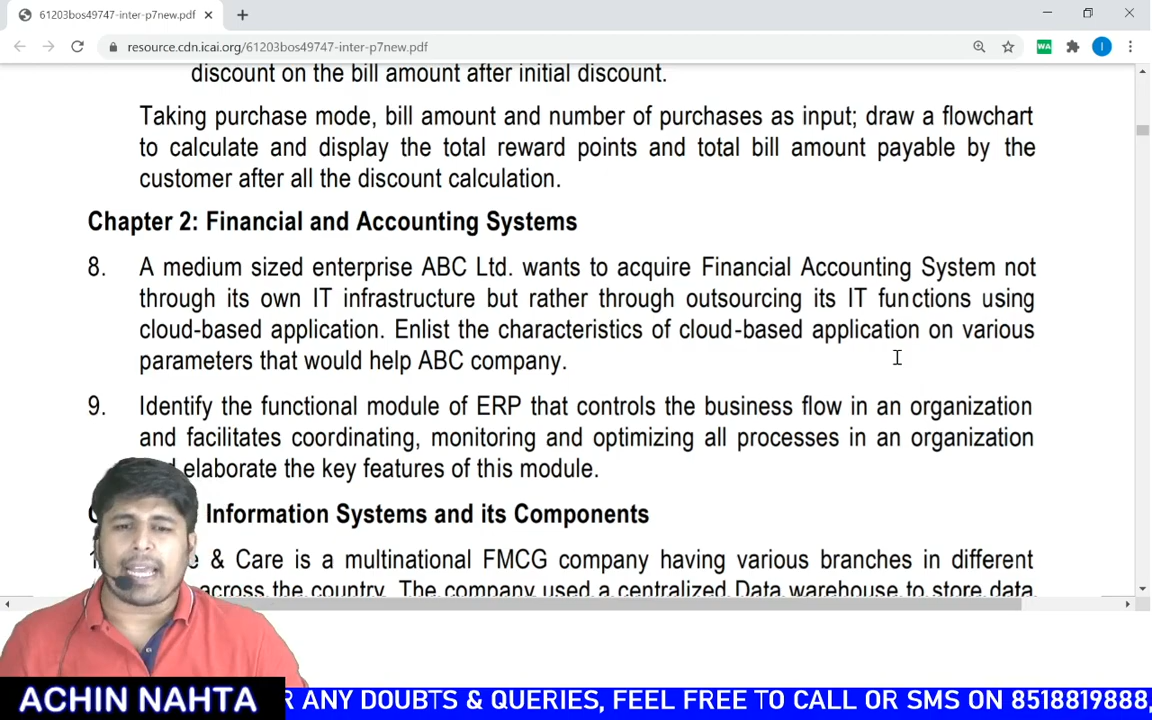 61203bos49747-inter-p7new.pdf
resource.cdn.icai.org/61203bos49747-inter-p7new.pdf
WA
I
discount on the bill amount after initial discount.
Taking purchase mode, bill amount and number of purchases as input; draw a flowchart
to calculate and display the total reward points and total bill amount payable by the
customer after all the discount calculation.
Chapter 2: Financial and Accounting Systems
8. A medium sized enterprise ABC Ltd. wants to acquire Financial Accounting System not
through its own IT infrastructure but rather through outsourcing its IT functions using
cloud-based application. Enlist the characteristics of cloud-based application on various
parameters that would help ABC company.
9. Identify the functional module of ERP that controls the business flow in an organization
and facilitates coordinating, monitoring and optimizing all processes in an organization
elaborate the key features of this module.
Information Systems and its Components
& Care is a multinational FMCG company having various branches in different
across the country. The company used a centralized Data warehouse to store data
ACHIN NAHTA
R ANY DOUBTS & QUERIES, FEEL FREE TO CALL OR SMS ON 8518819888,